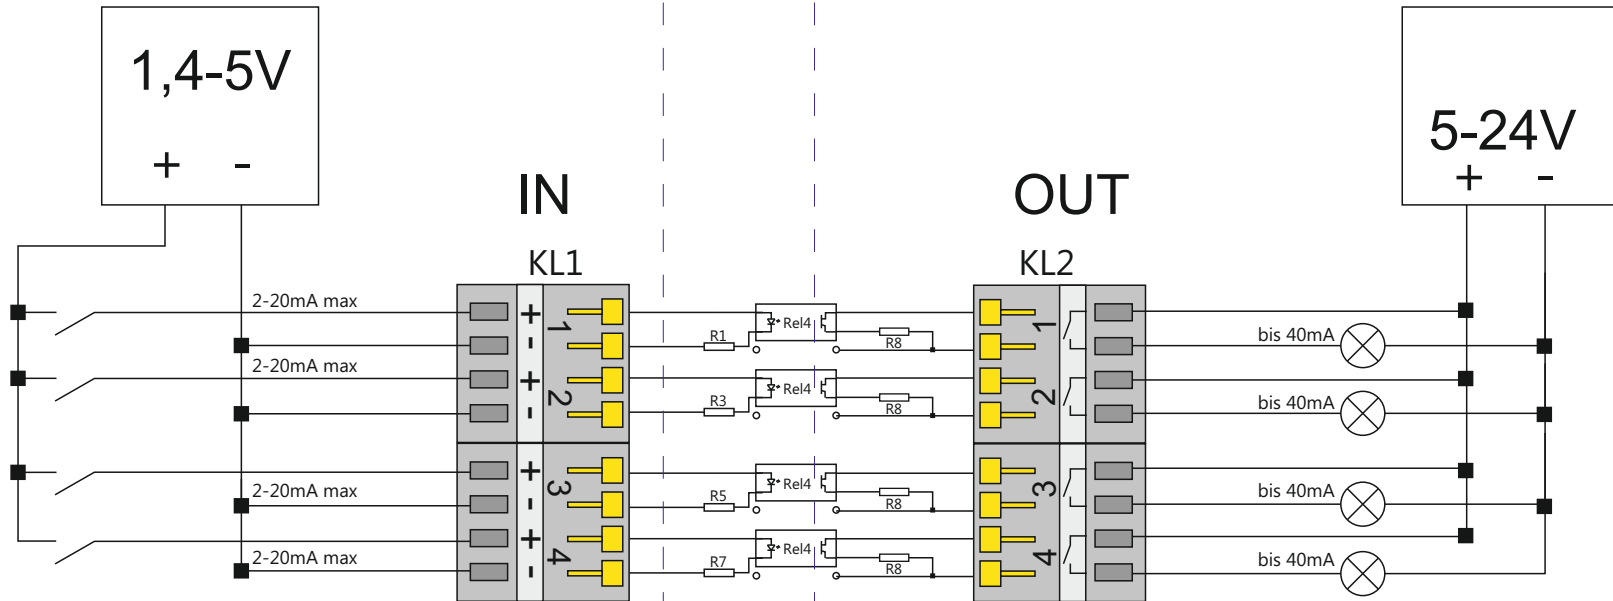 1,4-5V
+ -
5-24V
+ -
IN
OUT
KL1
KL2
2-20mA max
+
1
-
R1
Rel4
R8
1
bis 40mA
2-20mA max
+
2
-
R3
Rel4
R8
2
bis 40mA
2-20mA max
+
3
-
R5
Rel4
R8
3
bis 40mA
2-20mA max
+
4
-
R7
Rel4
R8
4
bis 40mA